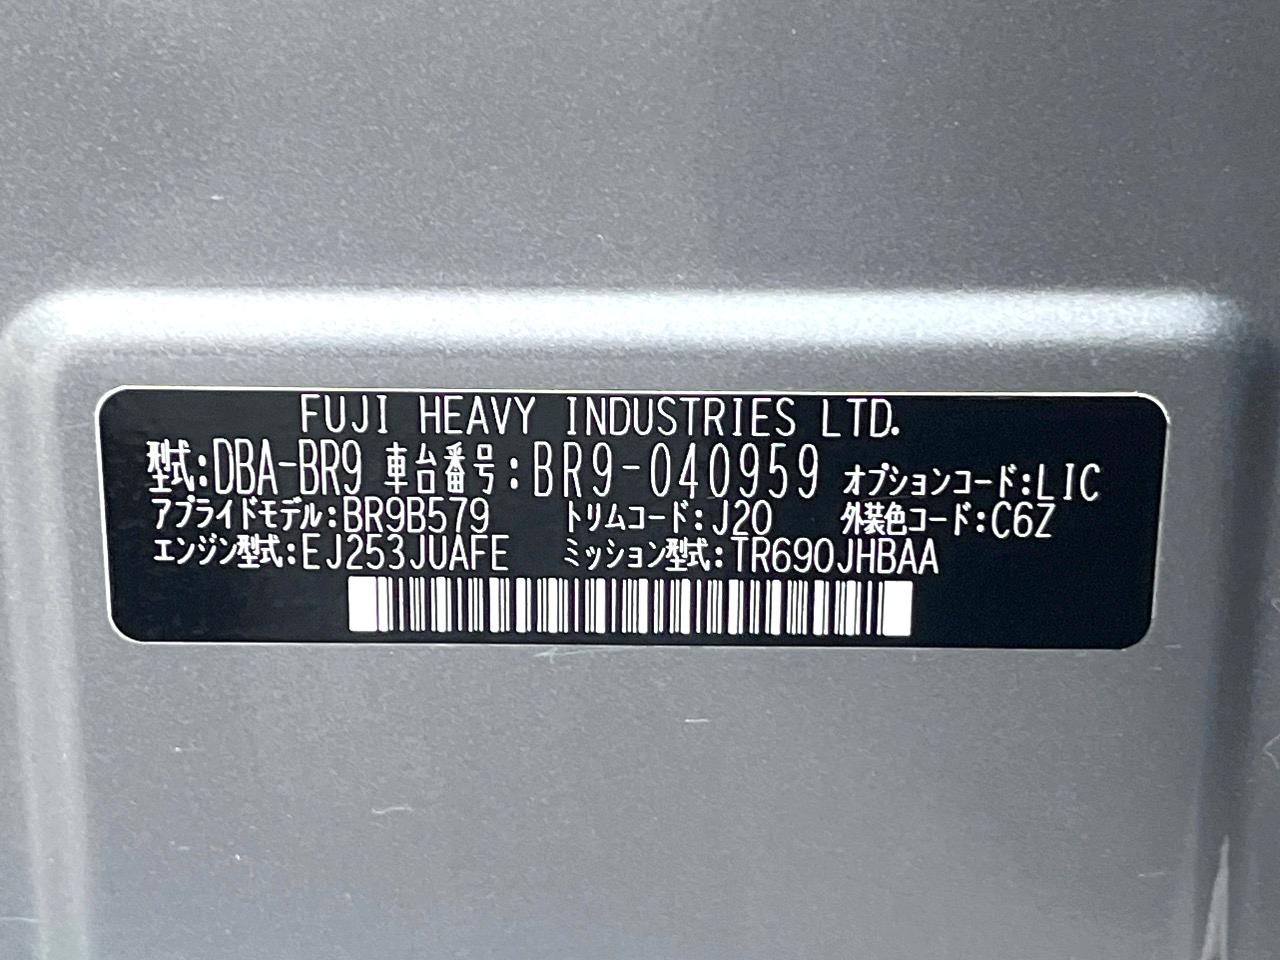 FUJI HEAVY INDUSTRIES LTD.
型式:DBA-BR9 車台番号:BR9-040959 オプションコード:LIC
アプライドモデル:BR9B579 トリムコード:J20 外装色コード:C6Z
エンジン型式:EJ253JUAFE ミッション型式:TR690JHBAA